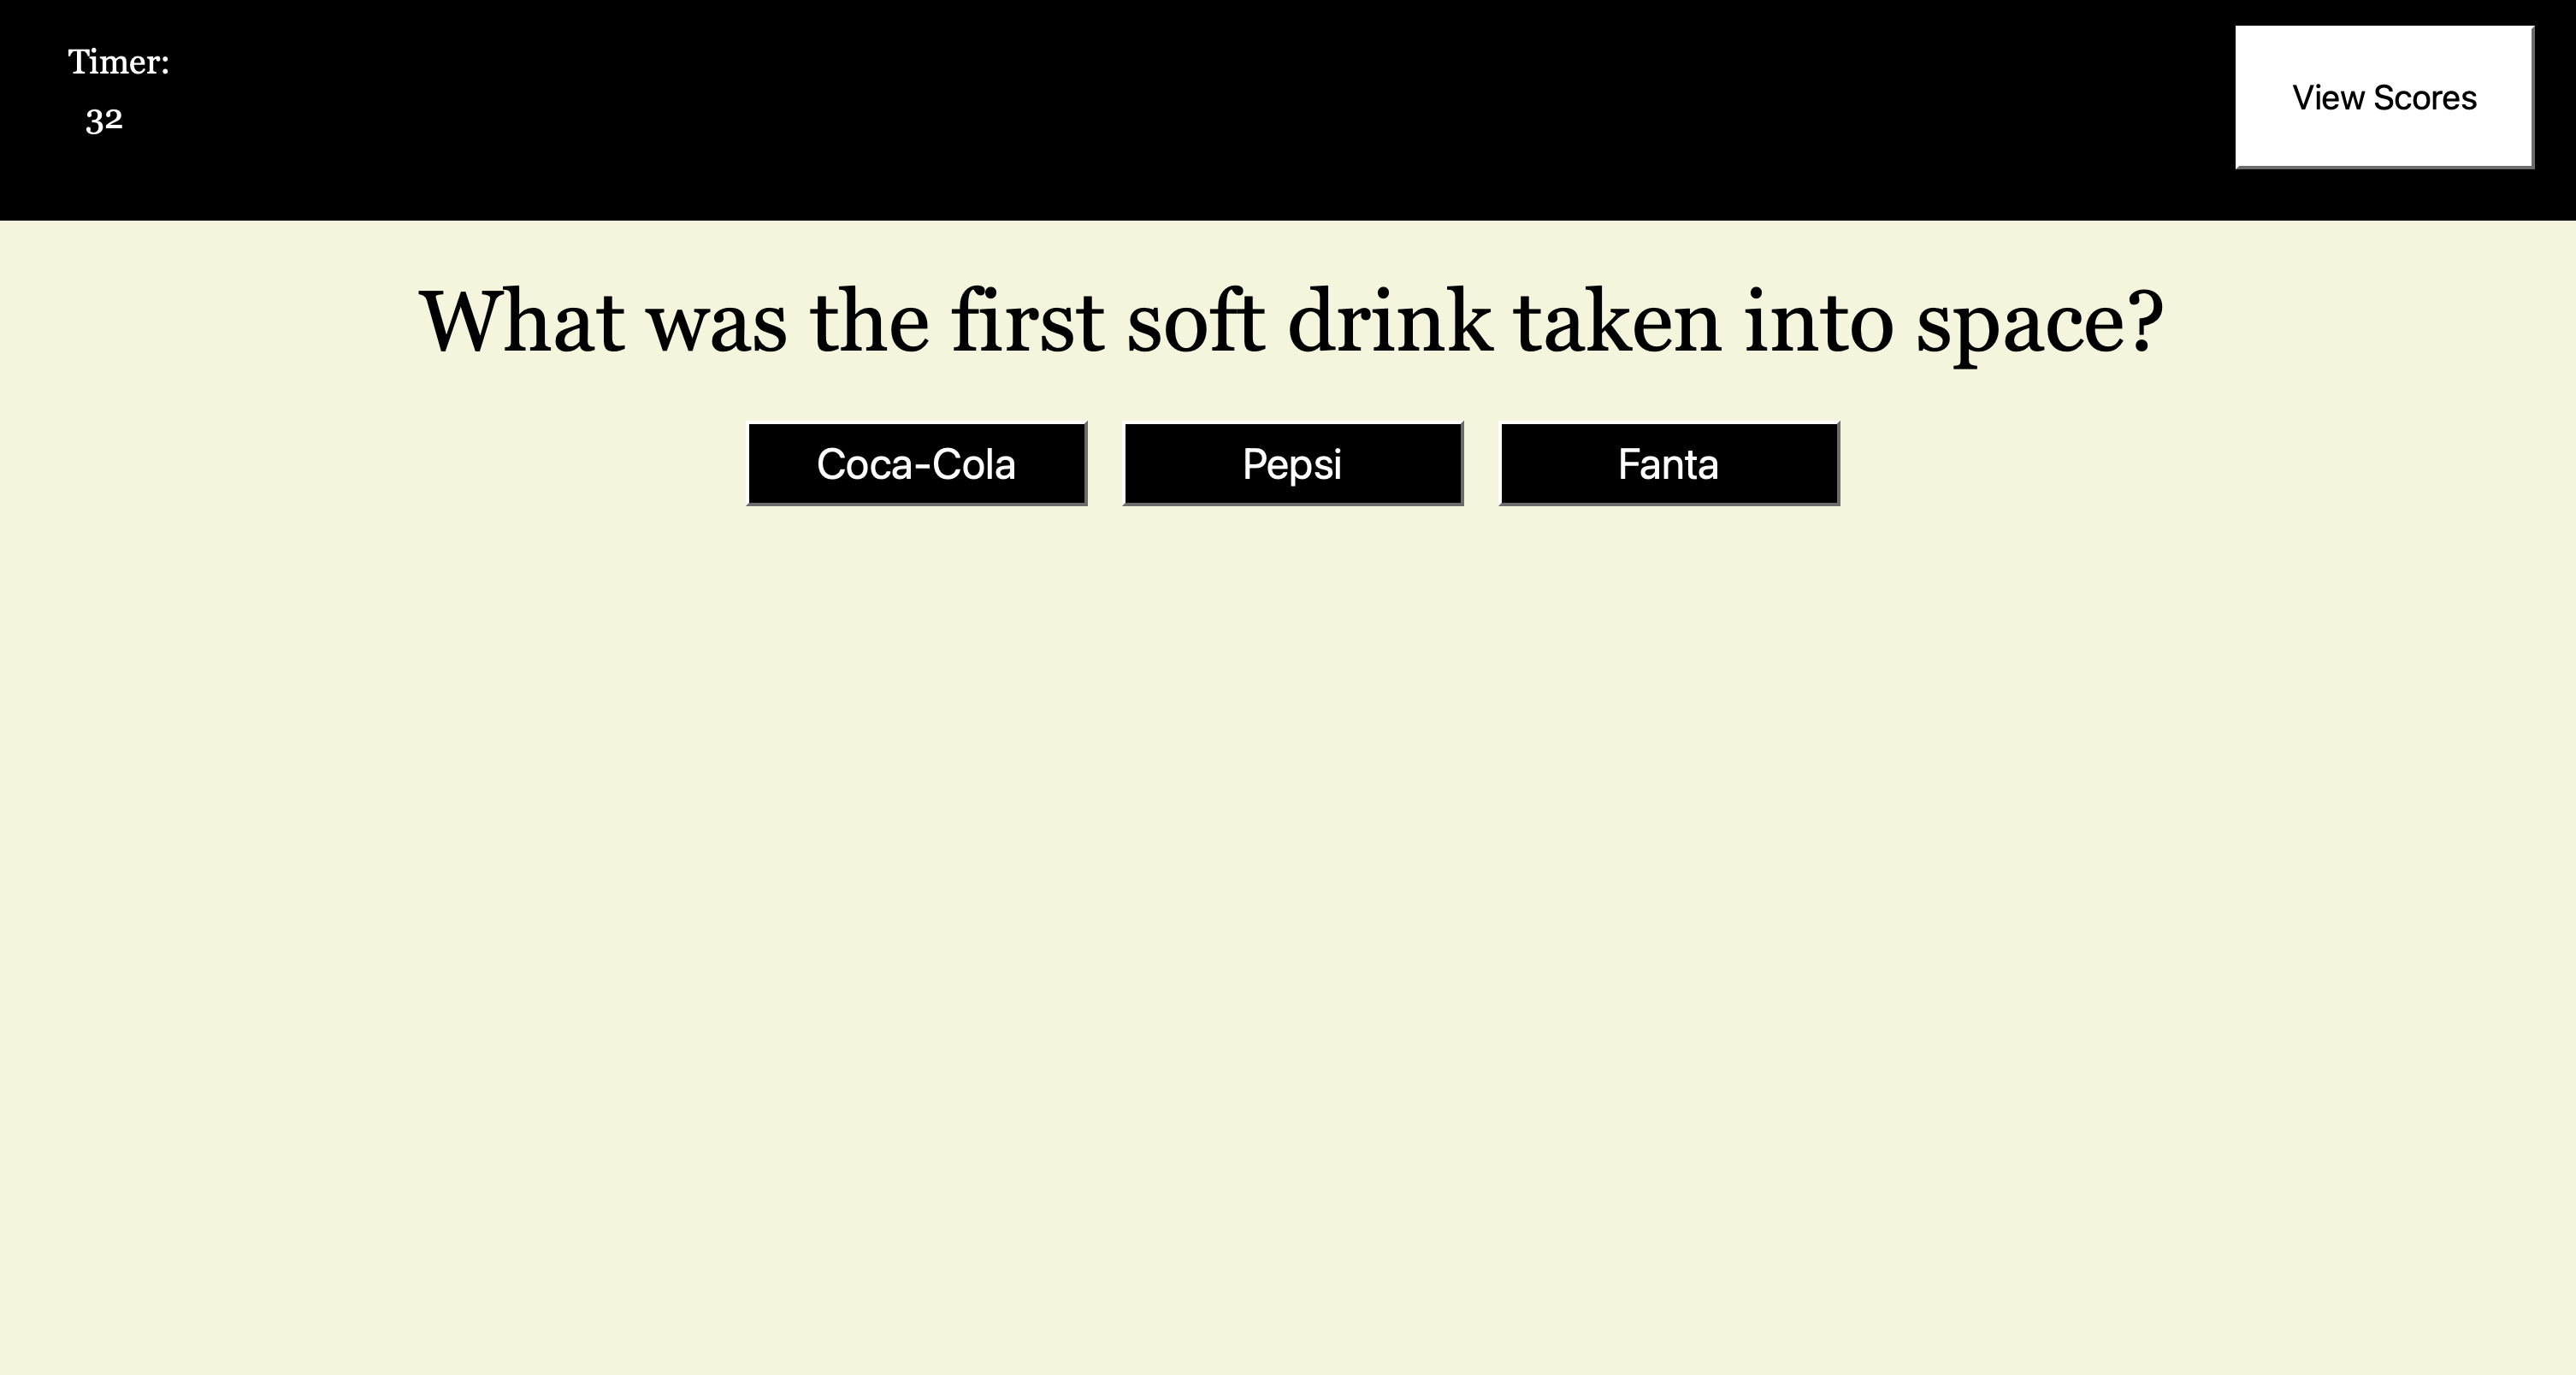 Timer:
32
View Scores
What was the first soft drink taken into space?
Coca-Cola
Pepsi
Fanta